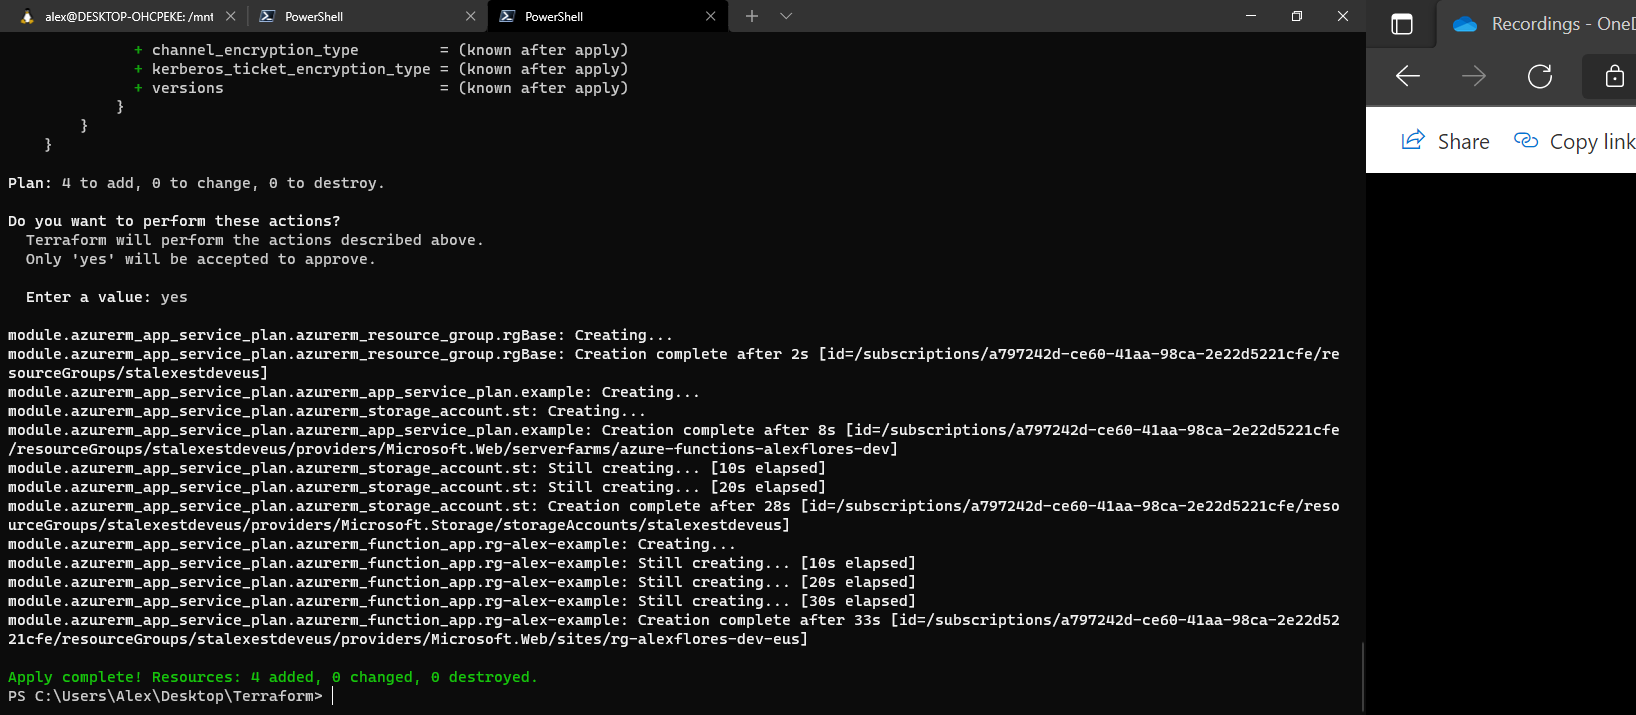 alex@DESKTOP-OHCPEKE: /mnt
PowerShell
PowerShell
Recordings - OneD
Share
Copy link
+ channel_encryption_type         = (known after apply)
+ kerberos_ticket_encryption_type = (known after apply)
+ versions                        = (known after apply)
}
}
}
Plan: 4 to add, 0 to change, 0 to destroy.
Do you want to perform these actions?
Terraform will perform the actions described above.
Only 'yes' will be accepted to approve.
Enter a value: yes
module.azurerm_app_service_plan.azurerm_resource_group.rgBase: Creating...
module.azurerm_app_service_plan.azurerm_resource_group.rgBase: Creation complete after 2s [id=/subscriptions/a797242d-ce60-41aa-98ca-2e22d5221cfe/re
sourceGroups/stalexestdeveus]
module.azurerm_app_service_plan.azurerm_app_service_plan.example: Creating...
module.azurerm_app_service_plan.azurerm_storage_account.st: Creating...
module.azurerm_app_service_plan.azurerm_app_service_plan.example: Creation complete after 8s [id=/subscriptions/a797242d-ce60-41aa-98ca-2e22d5221cfe
/resourceGroups/stalexestdeveus/providers/Microsoft.Web/serverfarms/azure-functions-alexflores-dev]
module.azurerm_app_service_plan.azurerm_storage_account.st: Still creating... [10s elapsed]
module.azurerm_app_service_plan.azurerm_storage_account.st: Still creating... [20s elapsed]
module.azurerm_app_service_plan.azurerm_storage_account.st: Creation complete after 28s [id=/subscriptions/a797242d-ce60-41aa-98ca-2e22d5221cfe/reso
urceGroups/stalexestdeveus/providers/Microsoft.Storage/storageAccounts/stalexestdeveus]
module.azurerm_app_service_plan.azurerm_function_app.rg-alex-example: Creating...
module.azurerm_app_service_plan.azurerm_function_app.rg-alex-example: Still creating... [10s elapsed]
module.azurerm_app_service_plan.azurerm_function_app.rg-alex-example: Still creating... [20s elapsed]
module.azurerm_app_service_plan.azurerm_function_app.rg-alex-example: Still creating... [30s elapsed]
module.azurerm_app_service_plan.azurerm_function_app.rg-alex-example: Creation complete after 33s [id=/subscriptions/a797242d-ce60-41aa-98ca-2e22d52
21cfe/resourceGroups/stalexestdeveus/providers/Microsoft.Web/sites/rg-alexflores-dev-eus]
Apply complete! Resources: 4 added, 0 changed, 0 destroyed.
PS C:\Users\Alex\Desktop\Terraform>